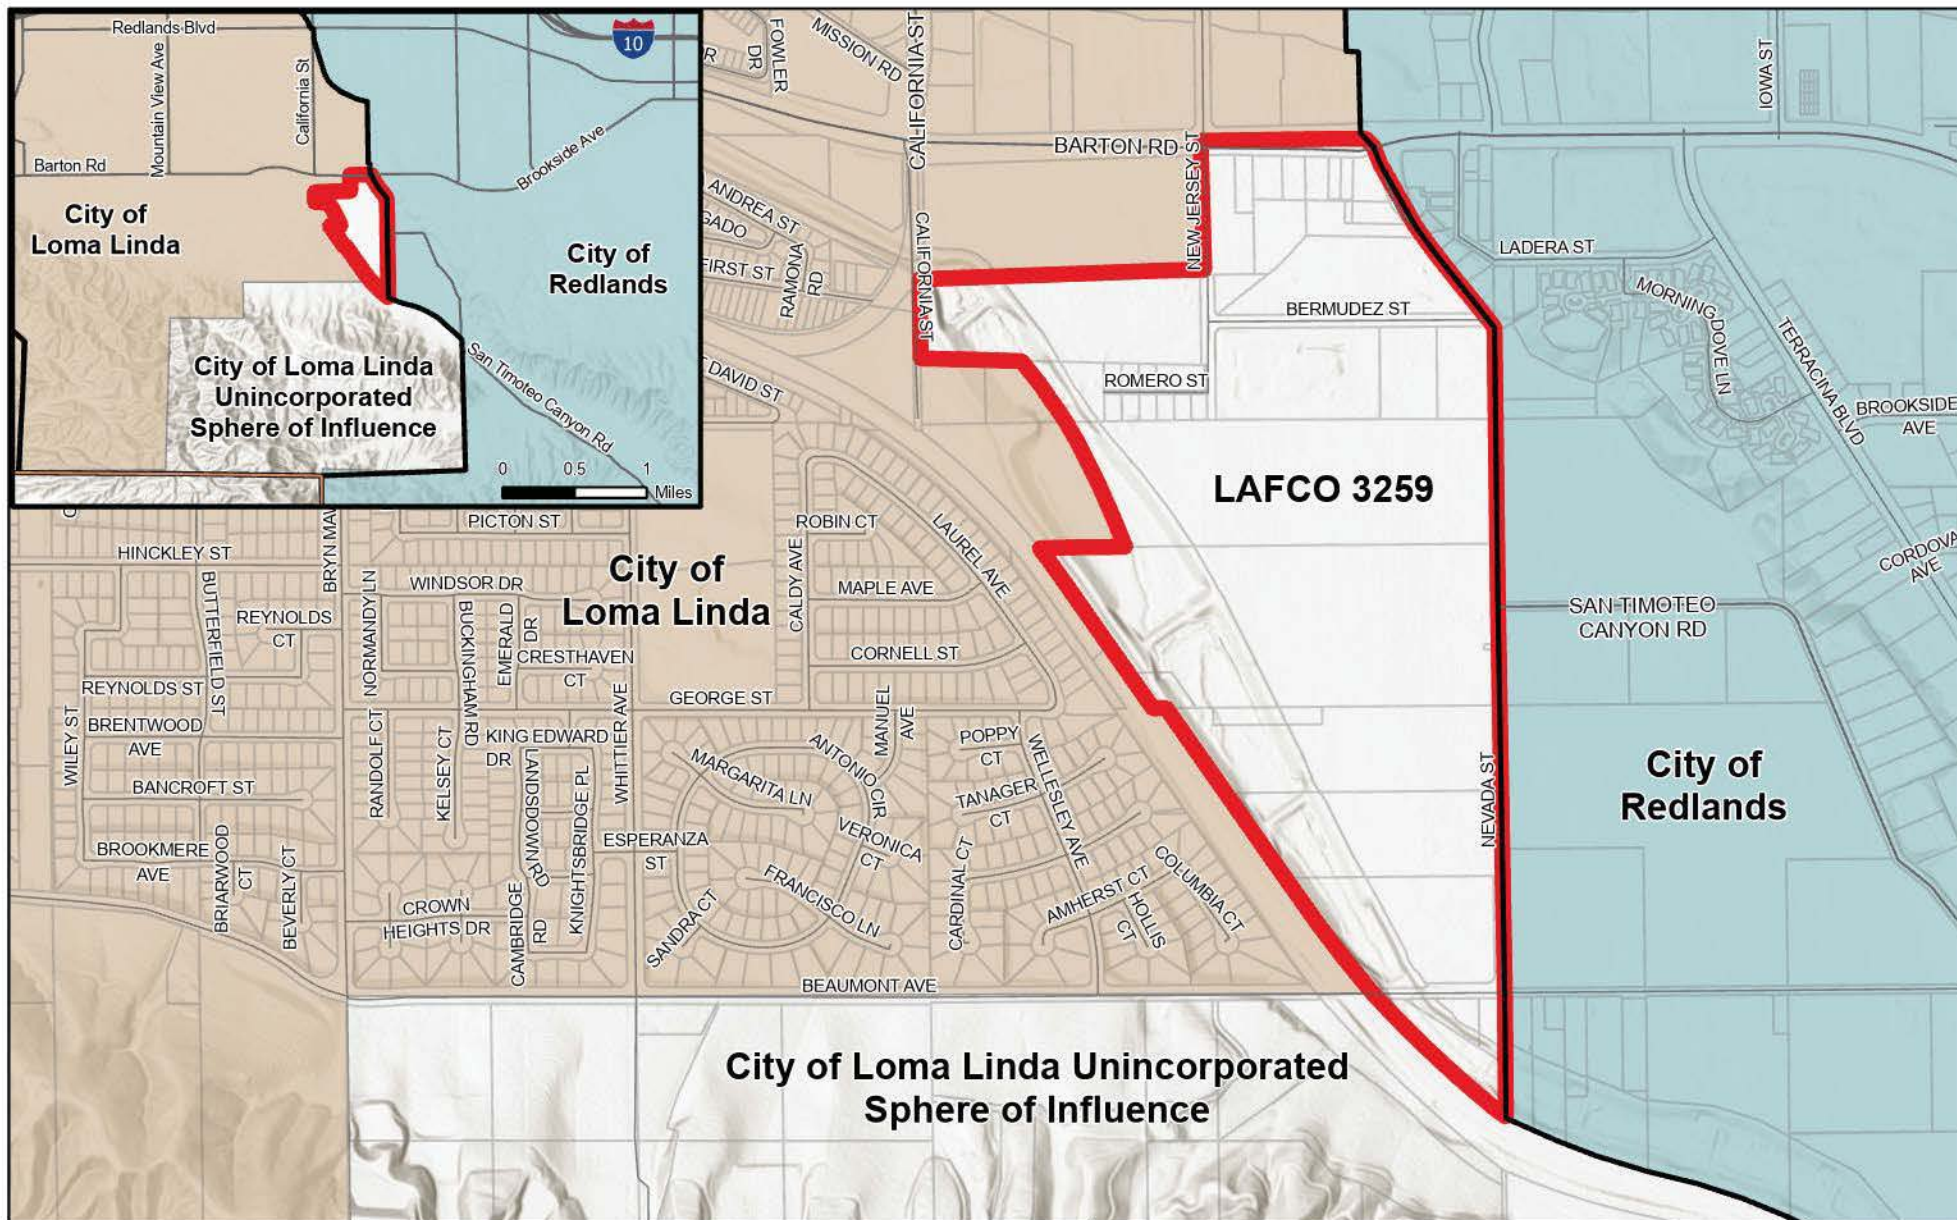 Redlands Blvd
Mountain View Ave
California St
10
Barton Rd
Brookside Ave
City of
Loma Linda
City of
Redlands
City of Loma Linda
Unincorporated
Sphere of Influence
San Timoteo Canyon Rd
0 0.5 1
Miles
FOWLER
DR
MISSION RD
CALIFORNIA ST
IOWA ST
BARTON RD
NEW JERSEY ST
ANDREA ST
RAMONA
RD
CALIFORNIA ST
LADERA ST
MORNINGDOVE LN
TERRACINA BLVD
BERMUDEZ ST
DAVID ST
ROMERO ST
BROOKSIDE
AVE
LAFCO 3259
PICTON ST
ROBIN CT
LAUREL AVE
HINCKLEY ST
CALDY AVE
CORDOVA
AVE
City of
Loma Linda
WINDSOR DR
MAPLE AVE
BUTTERFIELD ST
REYNOLDS
CT
NORMANDY LN
BUCKINGHAM RD
EMERALD
DR
SAN TIMOTEO
CANYON RD
CRESTHAVEN
CT
CORNELL ST
REYNOLDS ST
GEORGE ST
WHITTIER AVE
MANUEL
AVE
WILEY ST
BRENTWOOD
AVE
RANDOLF CT
KELSEY CT
KING EDWARD
DR
LANDSDOWN RD
KNIGHTSBRIDGE PL
ANTONIO CIR
POPPY
CT
WELLESLEY AVE
MARGARITA LN
TANAGER
CT
BANCROFT ST
NEVADA ST
City of
Redlands
BROOKMERE
AVE
BRIARWOOD
CT
BEVERLY CT
ESPERANZA
ST
VERONICA
CT
CARDINAL CT
COLUMBIA CT
AMHERST CT
HOLLIS
CT
FRANCISCO LN
CROWN
HEIGHTS DR
CAMBRIDGE
RD
SANDRA CT
BEAUMONT AVE
City of Loma Linda Unincorporated
Sphere of Influence